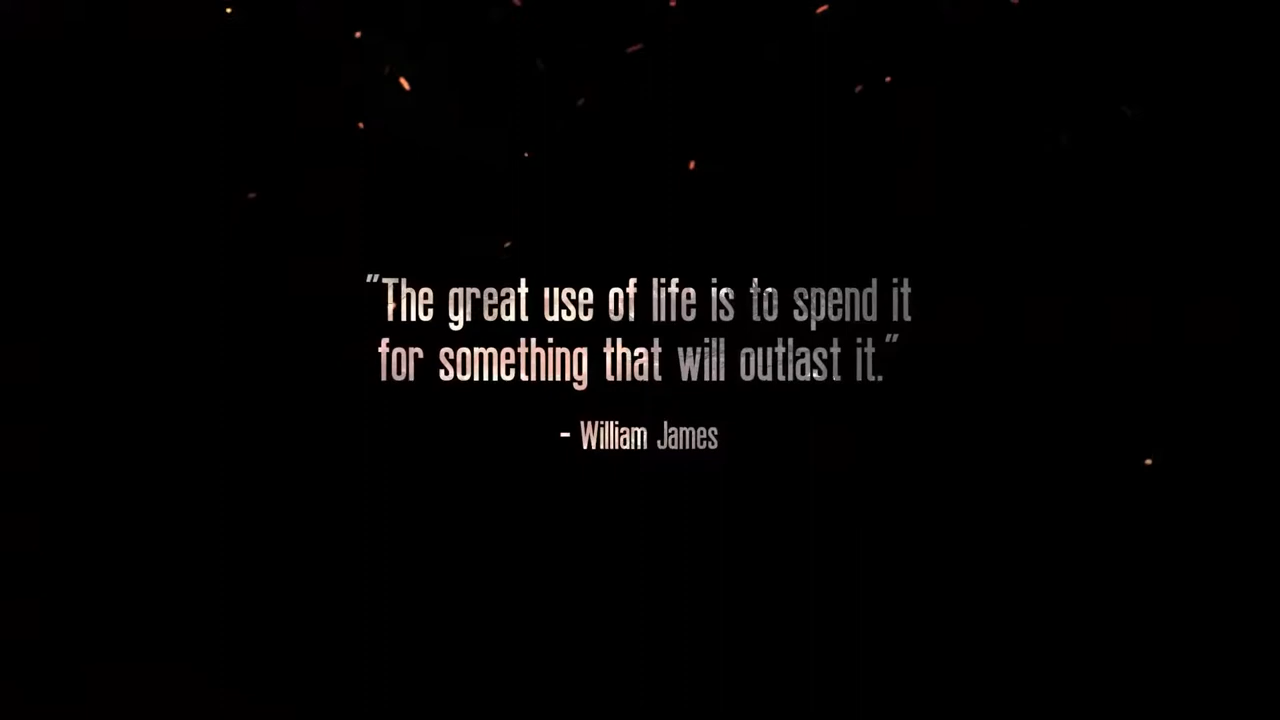 "The great use of life is to spend it
for something that will outlast it."
- William James